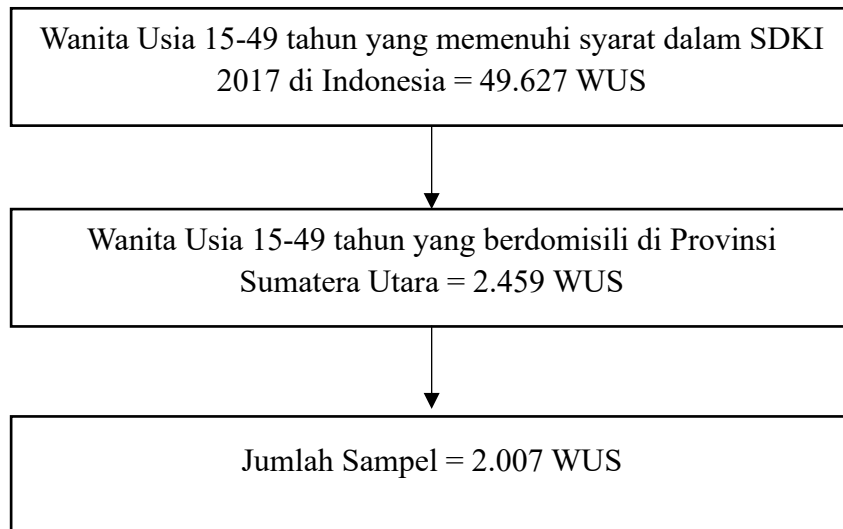 Wanita Usia 15-49 tahun yang memenuhi syarat dalam SDKI
2017 di Indonesia = 49.627 WUS
Wanita Usia 15-49 tahun yang berdomisili di Provinsi
Sumatera Utara = 2.459 WUS
Jumlah Sampel = 2.007 WUS